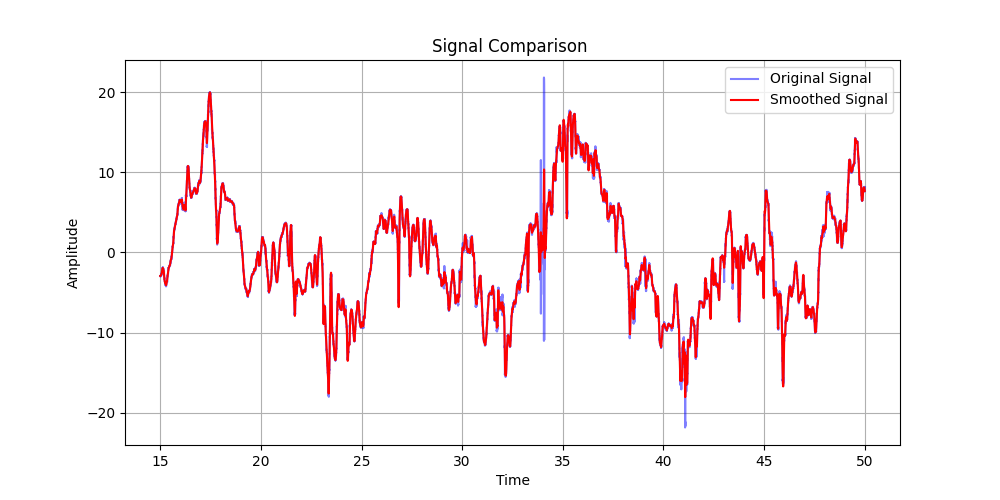 Signal Comparison
Original Signal
Smoothed Signal
Amplitude
20
10
0
−10
−20
15 20 25 30 35 40 45 50
Time